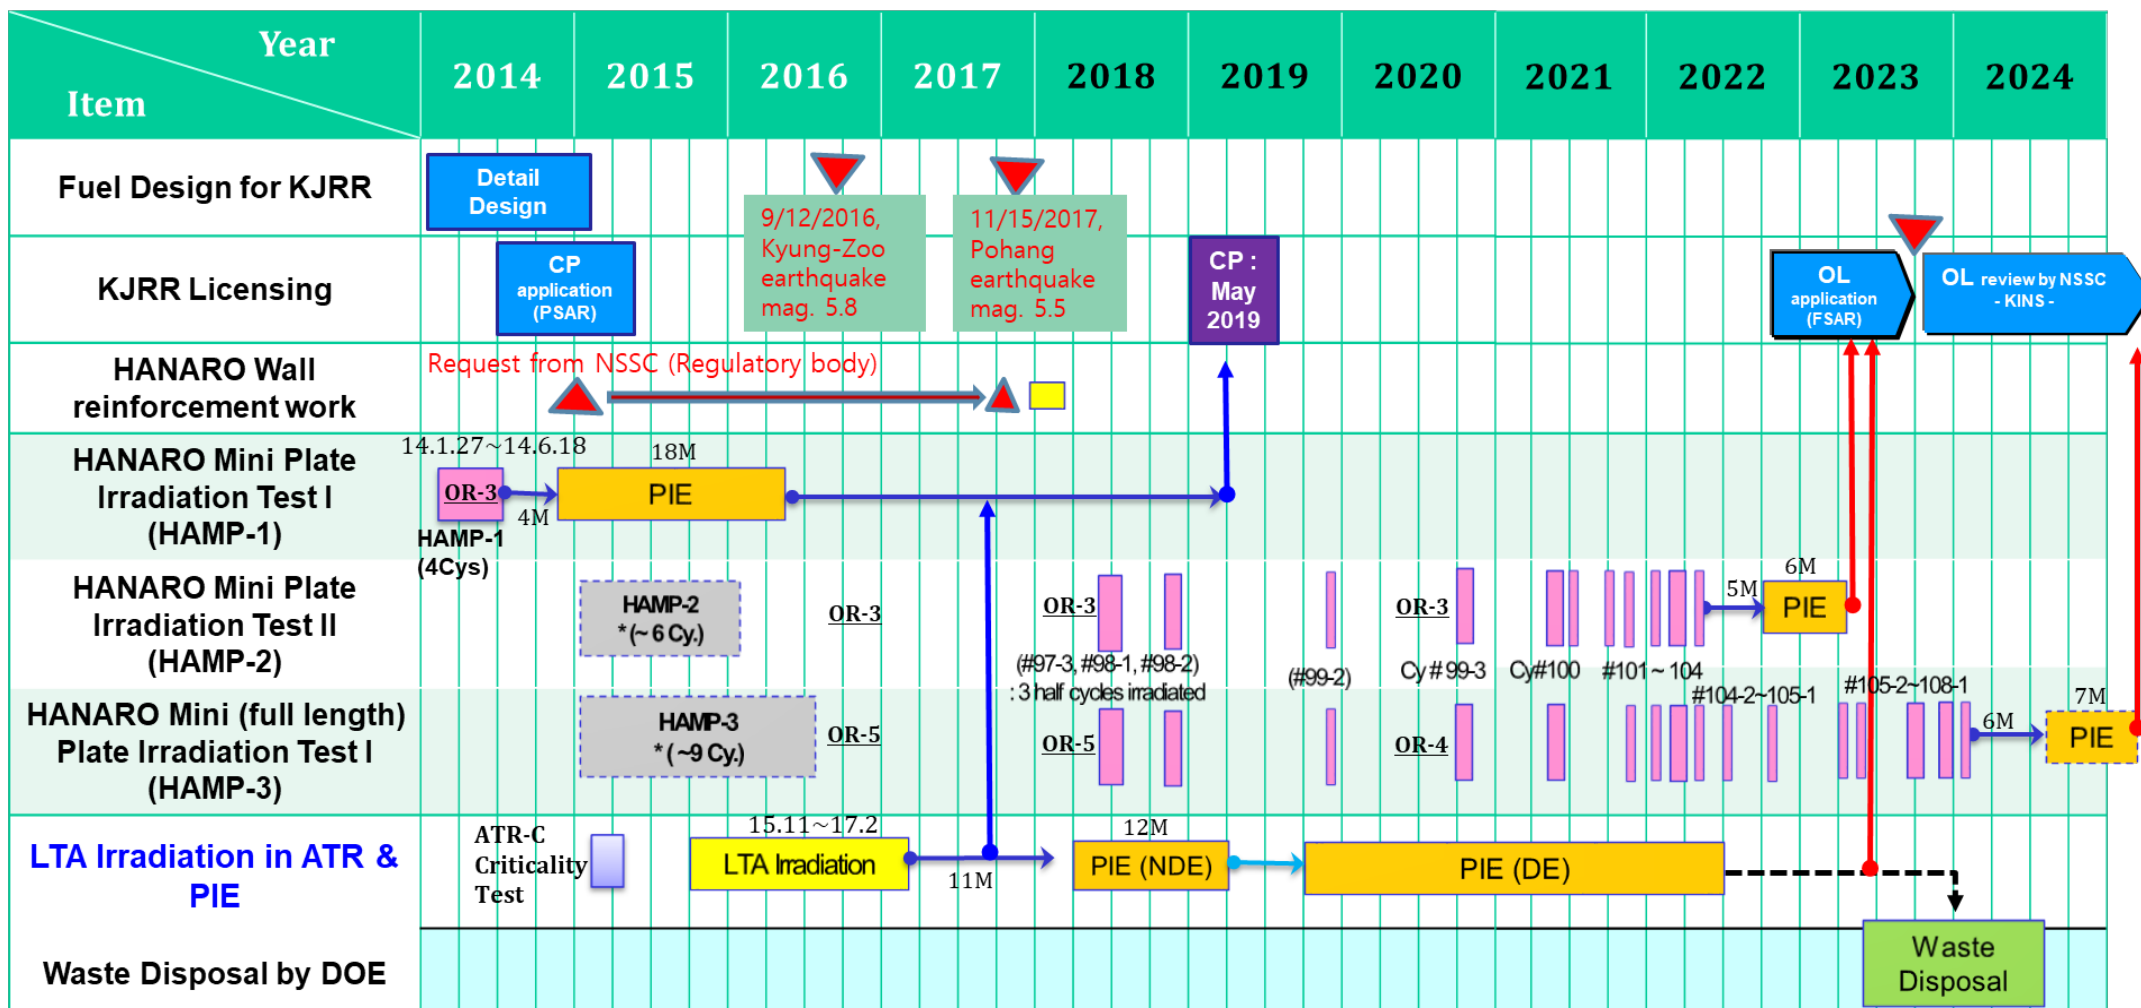 Year
Item
2014
2015
2016
2017
2018
2019
2020
2021
2022
2023
2024
Fuel Design for KJRR
Detail
Design
9/12/2016,
Kyung-Zoo
earthquake
mag. 5.8
11/15/2017,
Pohang
earthquake
mag. 5.5
KJRR Licensing
CP
application
(PSAR)
CP :
May
2019
OL
application
(FSAR)
OL review by NSSC
- KINS -
HANARO Wall
reinforcement work
Request from NSSC (Regulatory body)
HANARO Mini Plate
Irradiation Test I
(HAMP-1)
14.1.27~14.6.18
OR-3
4M
HAMP-1
(4Cys)
18M
PIE
HANARO Mini Plate
Irradiation Test II
(HAMP-2)
HAMP-2
* (~ 6 Cy.)
OR-3
OR-3
(#97-3, #98-1, #98-2)
: 3 half cycles irradiated
(#99-2)
OR-3
Cy # 99-3
Cy#100
#101 ~ 104
5M
6M
PIE
HANARO Mini (full length)
Plate Irradiation Test I
(HAMP-3)
HAMP-3
* (~9 Cy.)
OR-5
OR-5
OR-4
#104-2~105-1
#105-2~108-1
6M
7M
PIE
LTA Irradiation in ATR &
PIE
ATR-C
Criticality
Test
15.11~17.2
LTA Irradiation
11M
12M
PIE (NDE)
PIE (DE)
Waste Disposal by DOE
Waste
Disposal